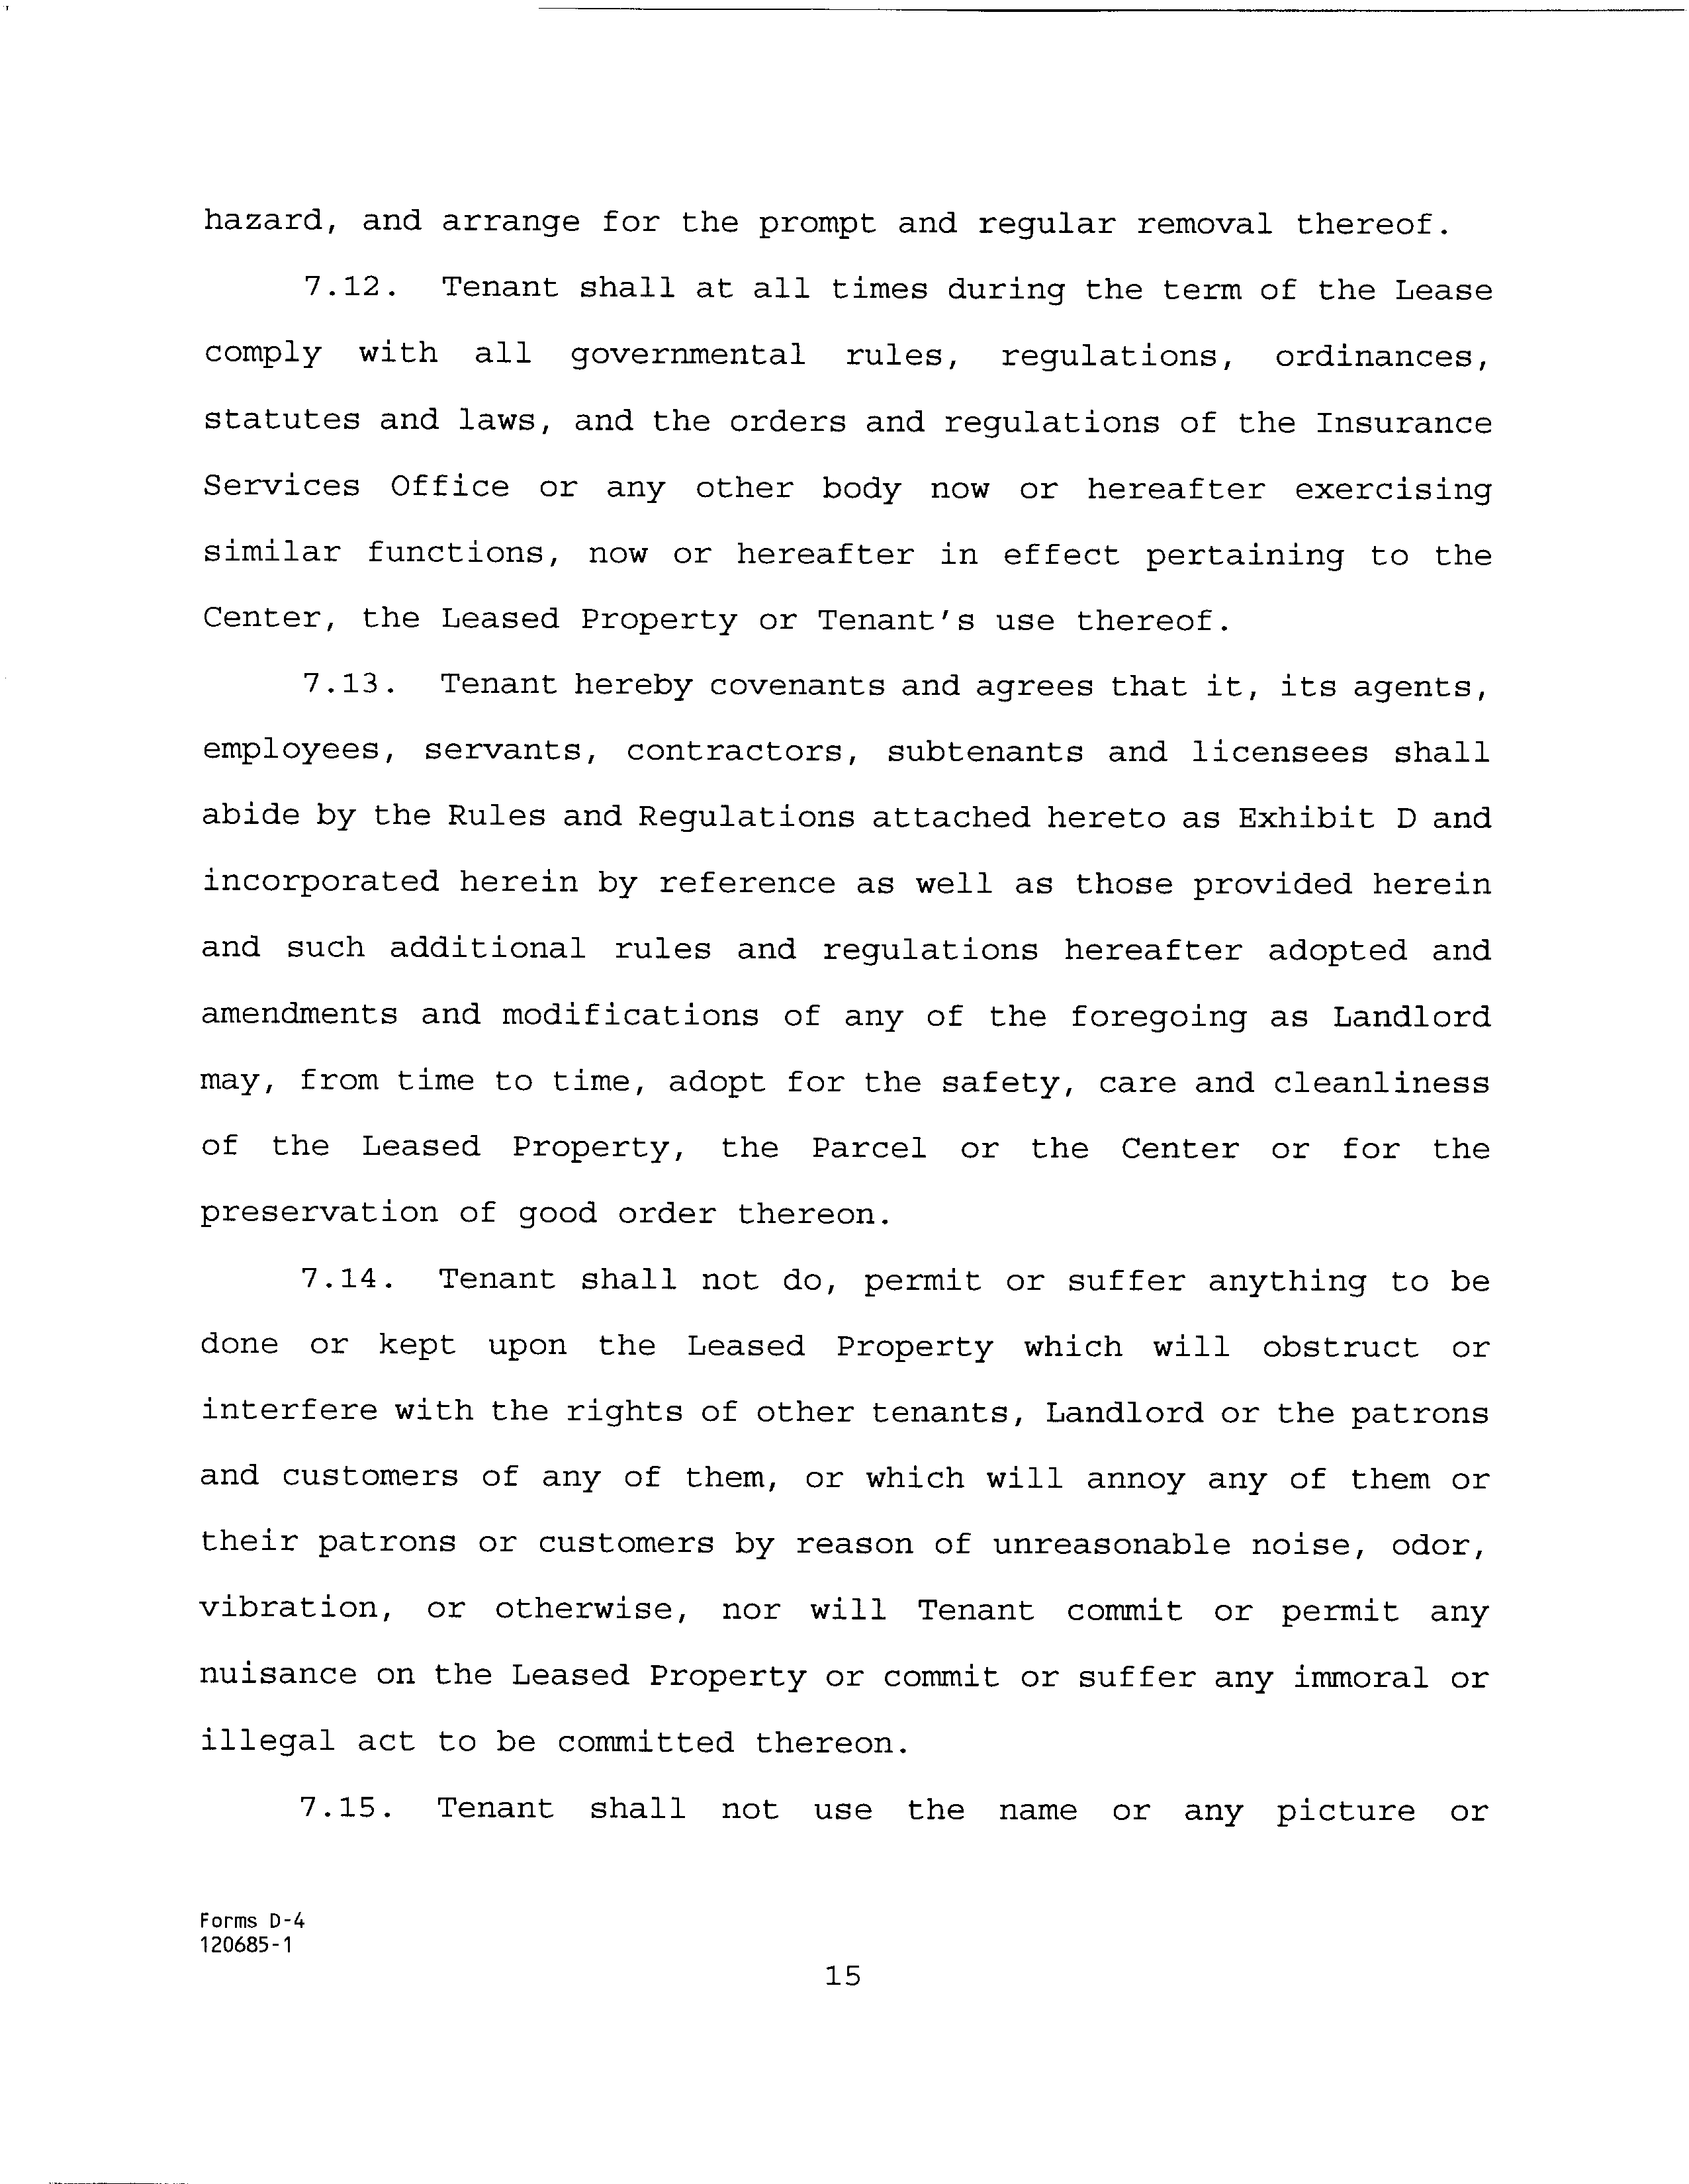 hazard, and arrange for the prompt and regular removal thereof.
7.12. Tenant shall at all times during the term of the Lease
comply with all governmental rules, regulations, ordinances,
statutes and laws, and the orders and regulations of the Insurance
Services Office or any other body now or hereafter exercising
similar functions, now or hereafter in effect pertaining to the
Center, the Leased Property or Tenant's use thereof.
7.13. Tenant hereby covenants and agrees that it, its agents,
employees, servants, contractors, subtenants and licensees shall
abide by the Rules and Regulations attached hereto as Exhibit D and
incorporated herein by reference as well as those provided herein
and such additional rules and regulations hereafter adopted and
amendments and modifications of any of the foregoing as Landlord
may, from time to time, adopt for the safety, care and cleanliness
of the Leased Property, the Parcel or the Center or for the
preservation of good order thereon.
7.14. Tenant shall not do, permit or suffer anything to be
done or kept upon the Leased Property which will obstruct or
interfere with the rights of other tenants, Landlord or the patrons
and customers of any of them, or which will annoy any of them or
their patrons or customers by reason of unreasonable noise, odor,
vibration, or otherwise, nor will Tenant commit or permit any
nuisance on the Leased Property or commit or suffer any immoral or
illegal act to be committed thereon.
7.15. Tenant shall not use the name or any picture or
Forms D-4
120685-1
15